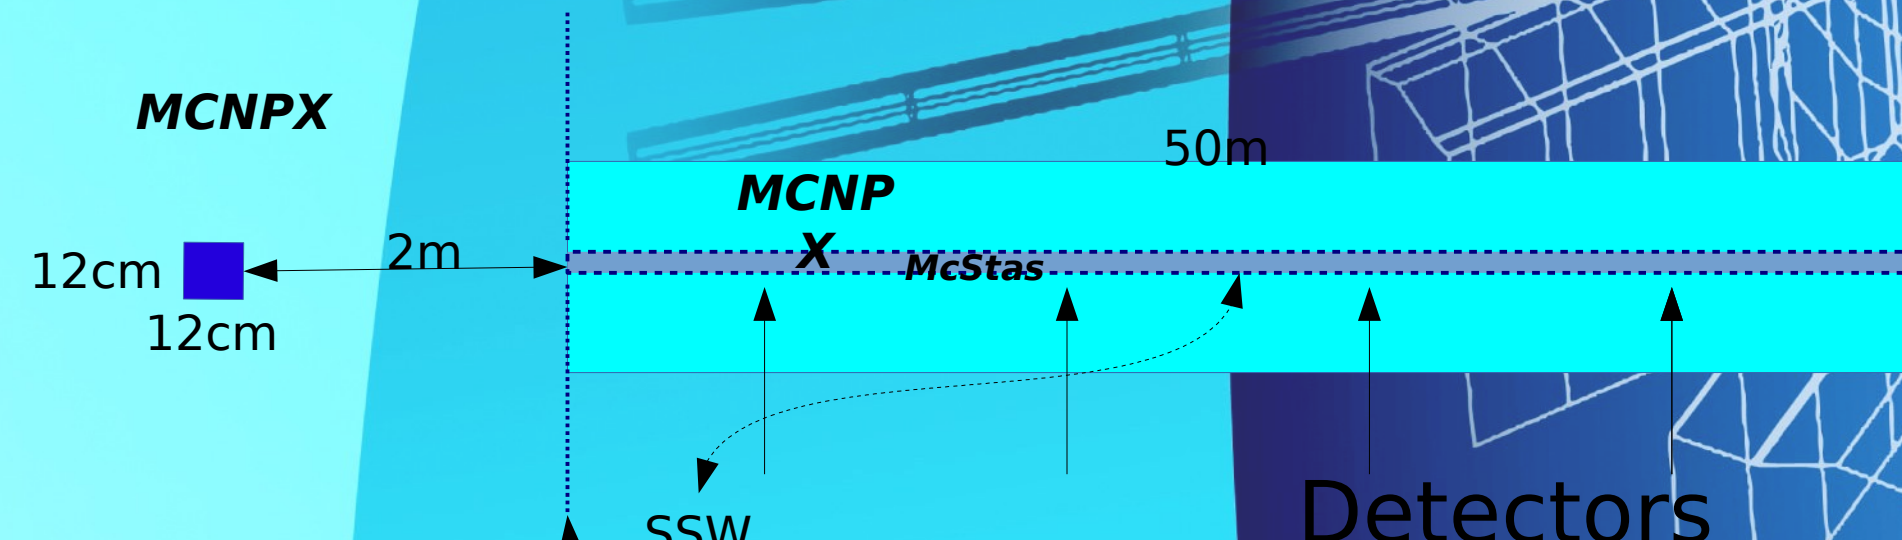 MCNPX
50m
MCNP
X
2m
McStas
12cm
12cm
SSW
Detectors